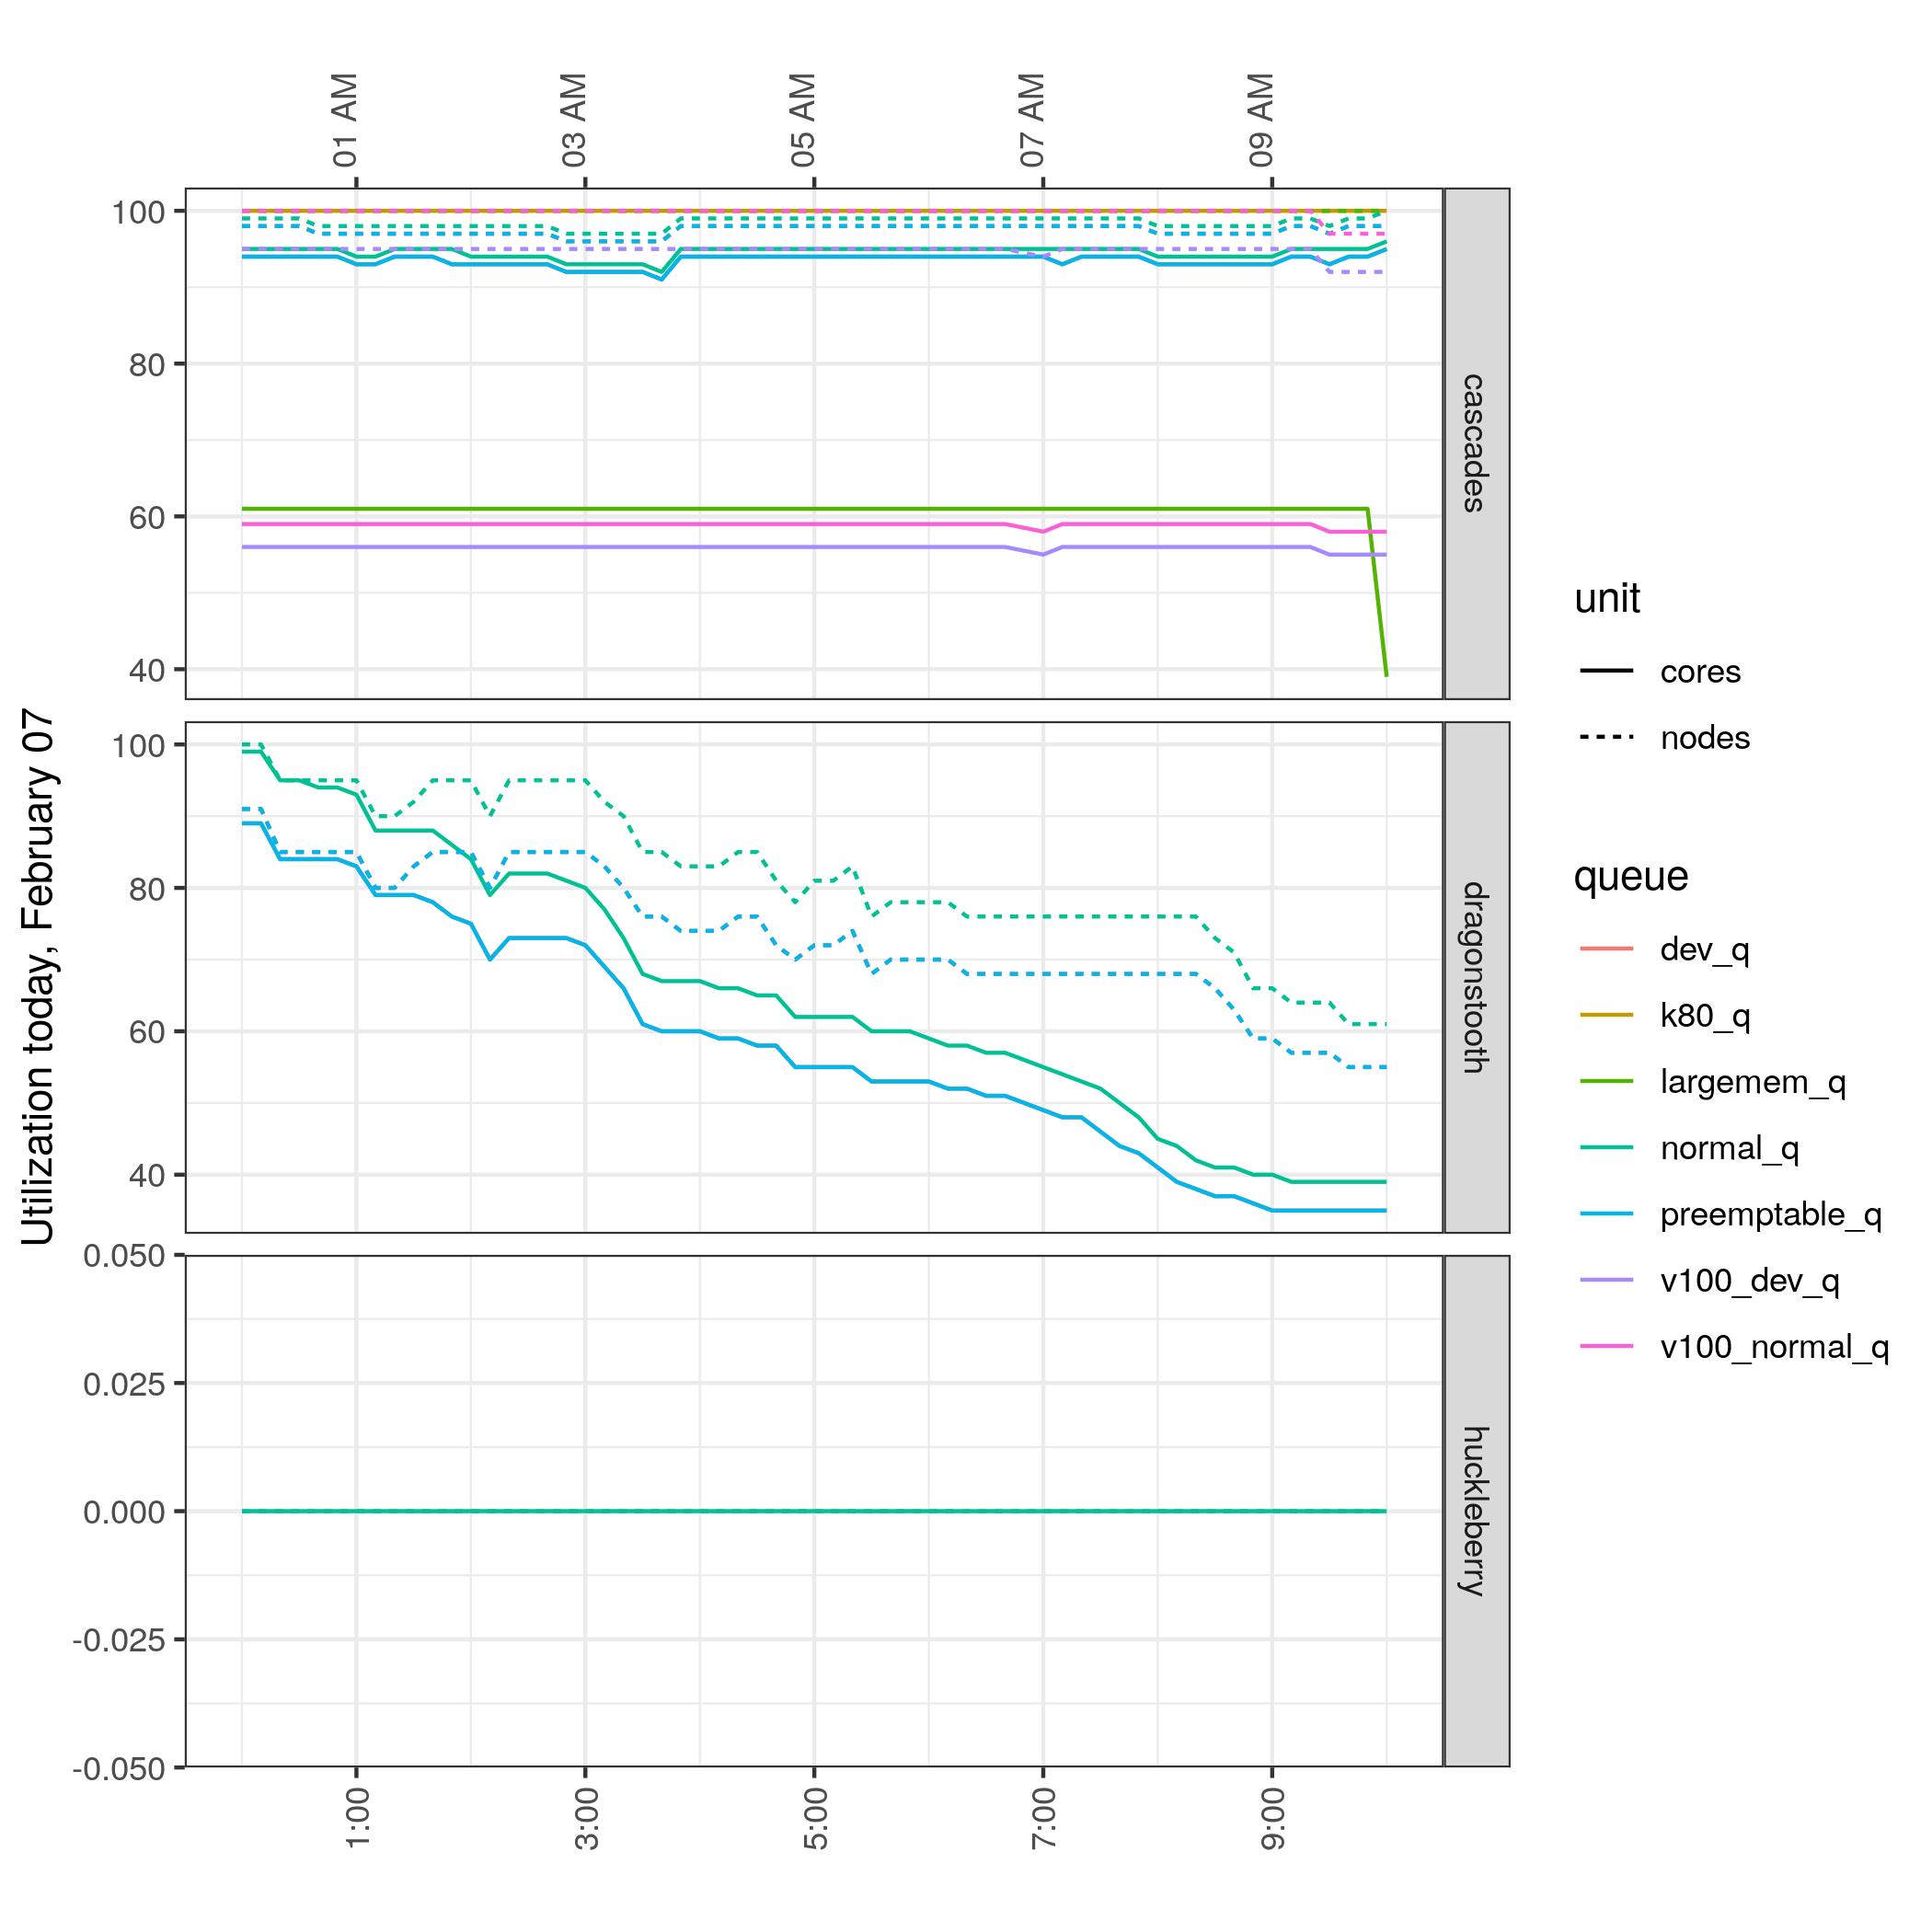 01 AM
03 AM
05 AM
07 AM
09 AM
Utilization today, February 07
100
80
60
40
cascades
100
80
60
40
dragonstooth
0.050
0.025
0.000
-0.025
-0.050
huckleberry
1:00
3:00
5:00
7:00
9:00
unit
cores
nodes
queue
dev_q
k80_q
largemem_q
normal_q
preemptable_q
v100_dev_q
v100_normal_q